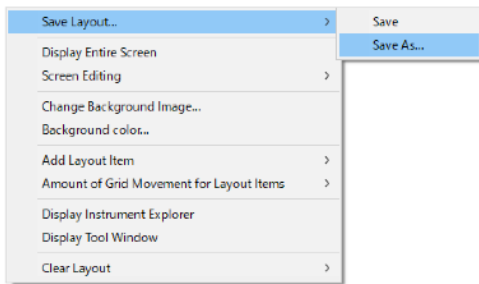 Save Layout...
Save
Save As...
Display Entire Screen
Screen Editing
Change Background Image...
Background color...
Add Layout Item
Amount of Grid Movement for Layout Items
Display Instrument Explorer
Display Tool Window
Clear Layout